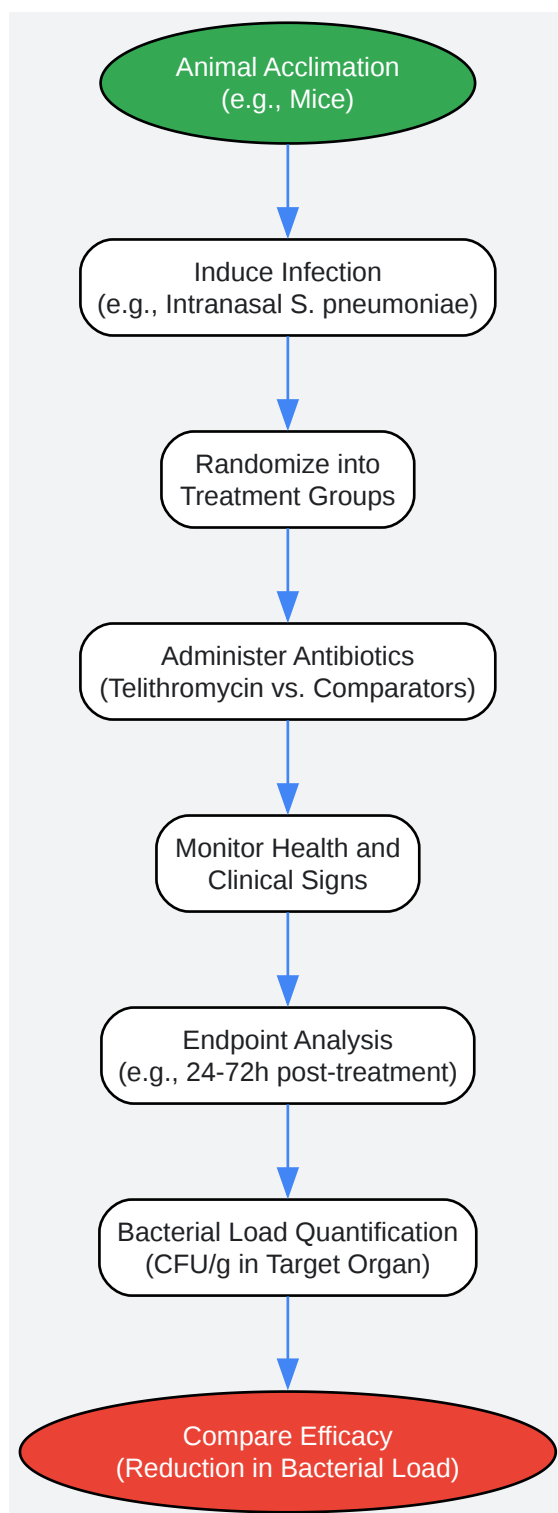 Animal Acclimation
(e.g., Mice)
Induce Infection
(e.g., Intranasal S. pneumoniae)
Randomize into
Treatment Groups
Administer Antibiotics
(Telithromycin vs. Comparators)
Monitor Health and
Clinical Signs
Endpoint Analysis
(e.g., 24-72h post-treatment)
Bacterial Load Quantification
(CFU/g in Target Organ)
Compare Efficacy
(Reduction in Bacterial Load)